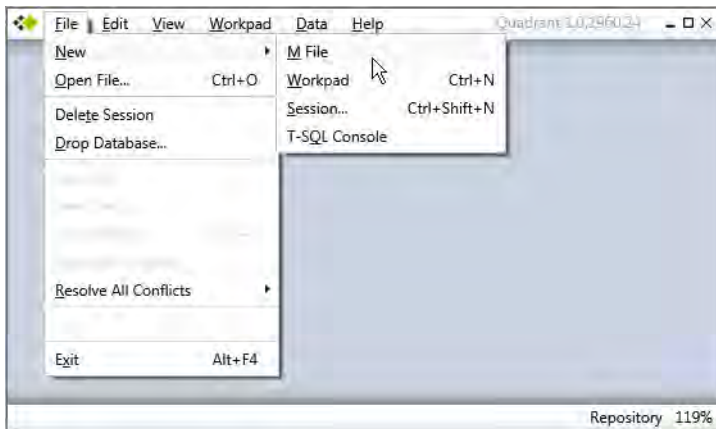 File Edit View Workpad Data Help Quadrant 3.0.2960.24
New
Open File... Ctrl+O
Delete Session
Drop Database...
Resolve All Conflicts
Exit Alt+F4
M File
Workpad Ctrl+N
Session... Ctrl+Shift+N
T-SQL Console
Repository 119%